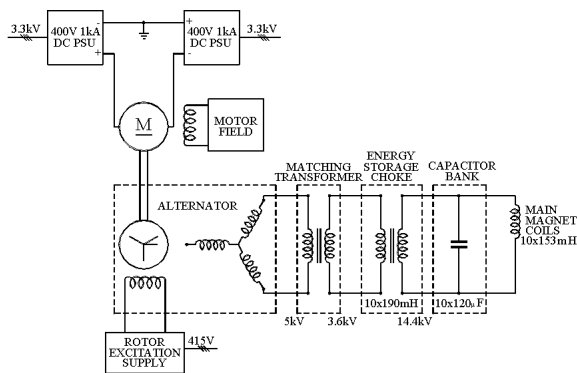 3.3kV
400V 1kA
DC PSU
-
+
400V 1kA
DC PSU
+
-
3.3kV
M
MOTOR
FIELD
ALTERNATOR
MATCHING
TRANSFORMER
ENERGY
STORAGE
CHOKE
CAPACITOR
BANK
MAIN
MAGNET
COILS
10x153mH
10x190mH
10x120μF
5kV
3.6kV
14.4kV
ROTOR
EXCITATION
SUPPLY
415V